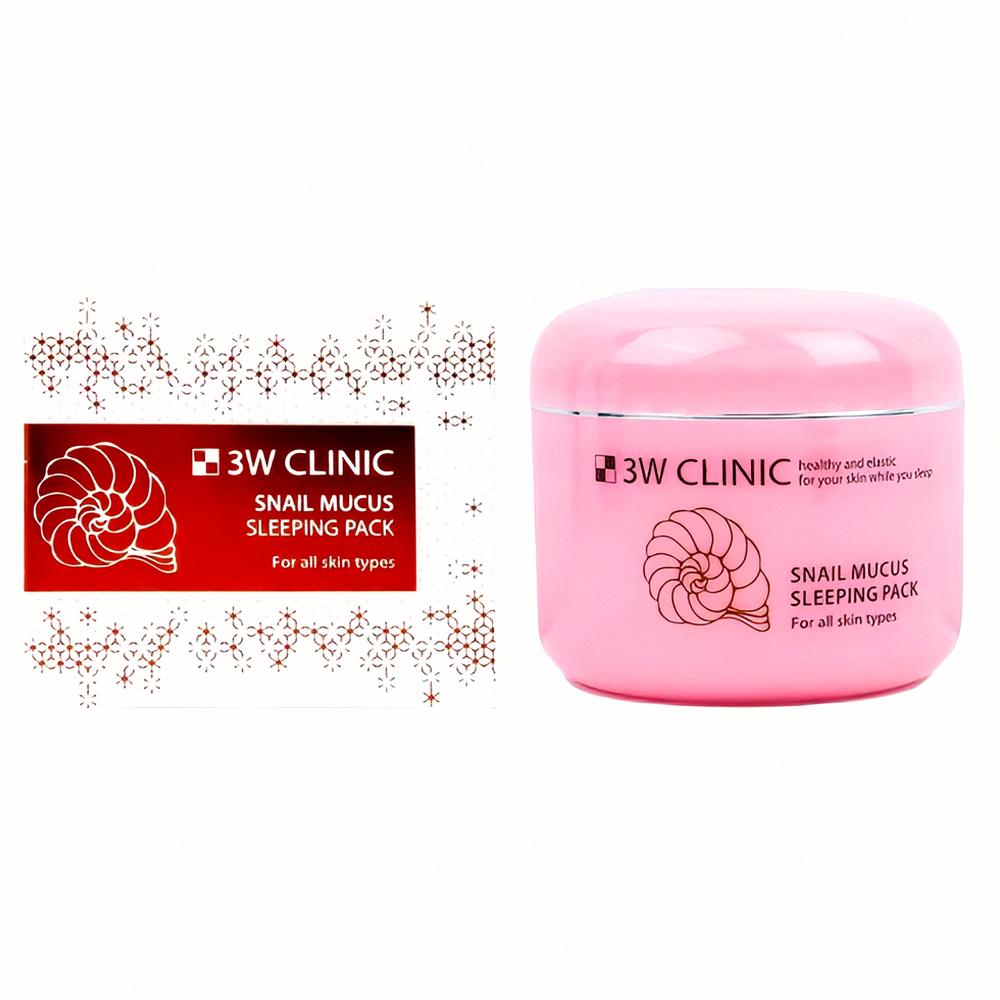 3W CLINIC
SNAIL MUCUS
SLEEPING PACK
For all skin types
3W CLINIC
healthy and elastic
for your skin while you sleep
SNAIL MUCUS
SLEEPING PACK
For all skin types